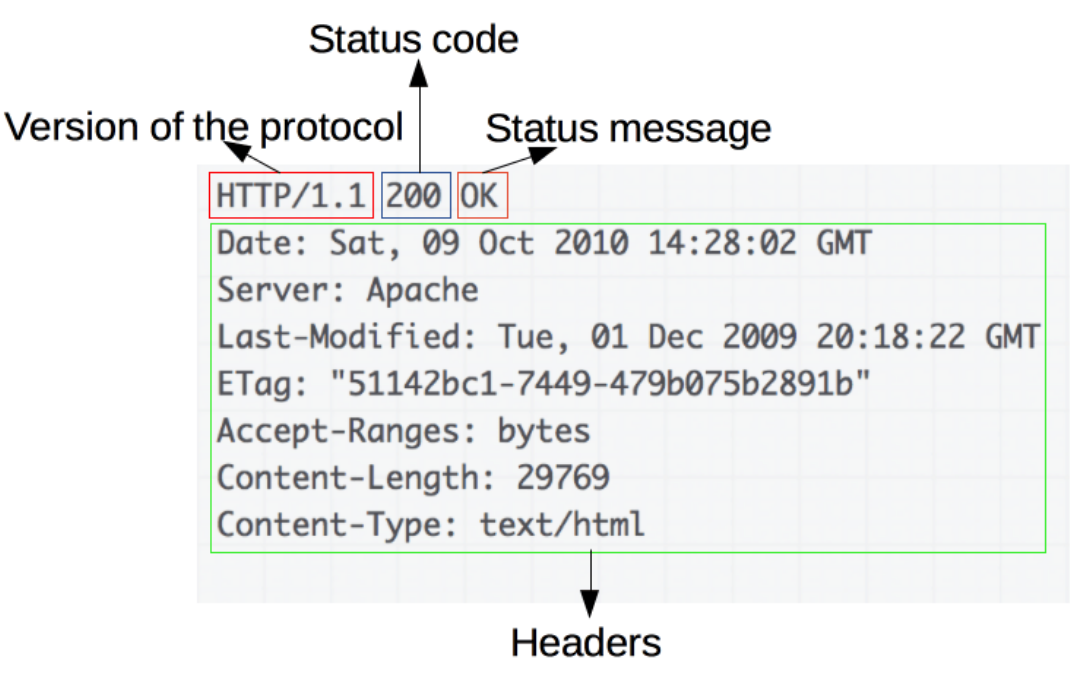 Status code
Version of the protocol
Status message
HTTP/1.1 200 OK
Date: Sat, 09 Oct 2010 14:28:02 GMT
Server: Apache
Last-Modified: Tue, 01 Dec 2009 20:18:22 GMT
ETag: "51142bc1-7449-479b075b2891b"
Accept-Ranges: bytes
Content-Length: 29769
Content-Type: text/html
Headers